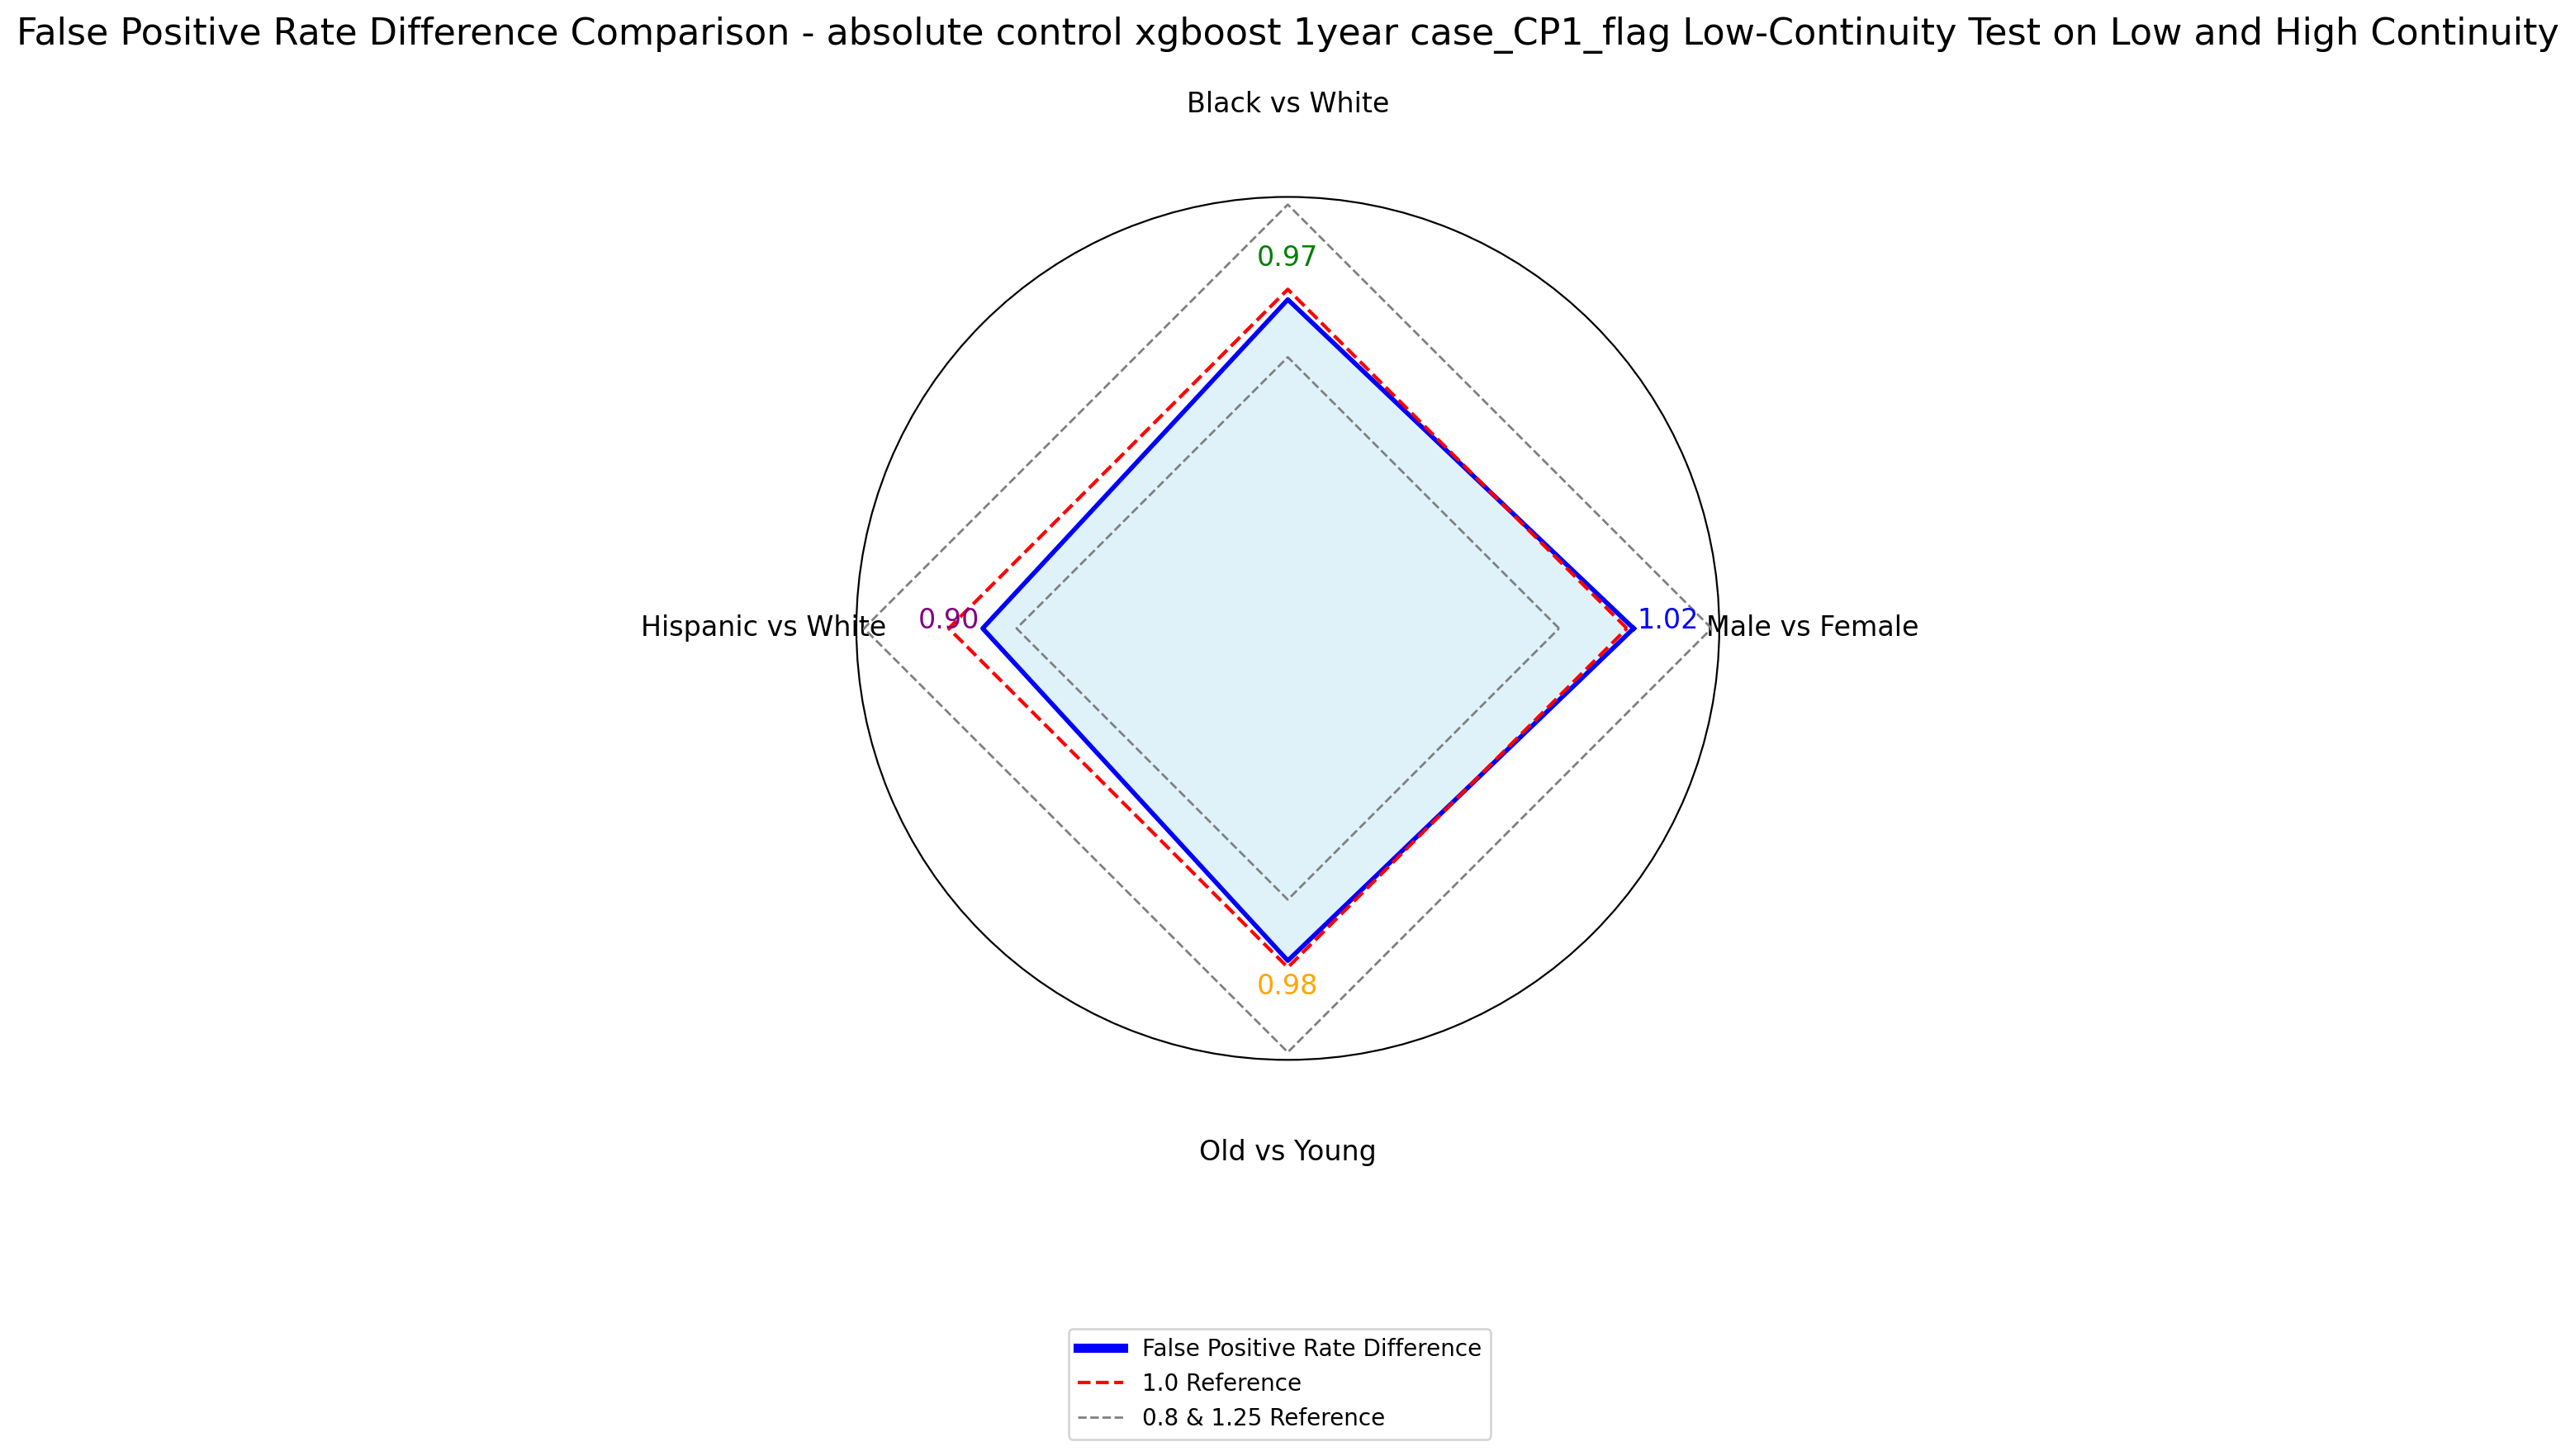 False Positive Rate Difference Comparison - absolute control xgboost 1year case_CP1_flag Low-Continuity Test on Low and High Continuity
Black vs White
0.97
Hispanic vs White
0.90
1.02
Male vs Female
0.98
Old vs Young
False Positive Rate Difference
1.0 Reference
0.8 & 1.25 Reference